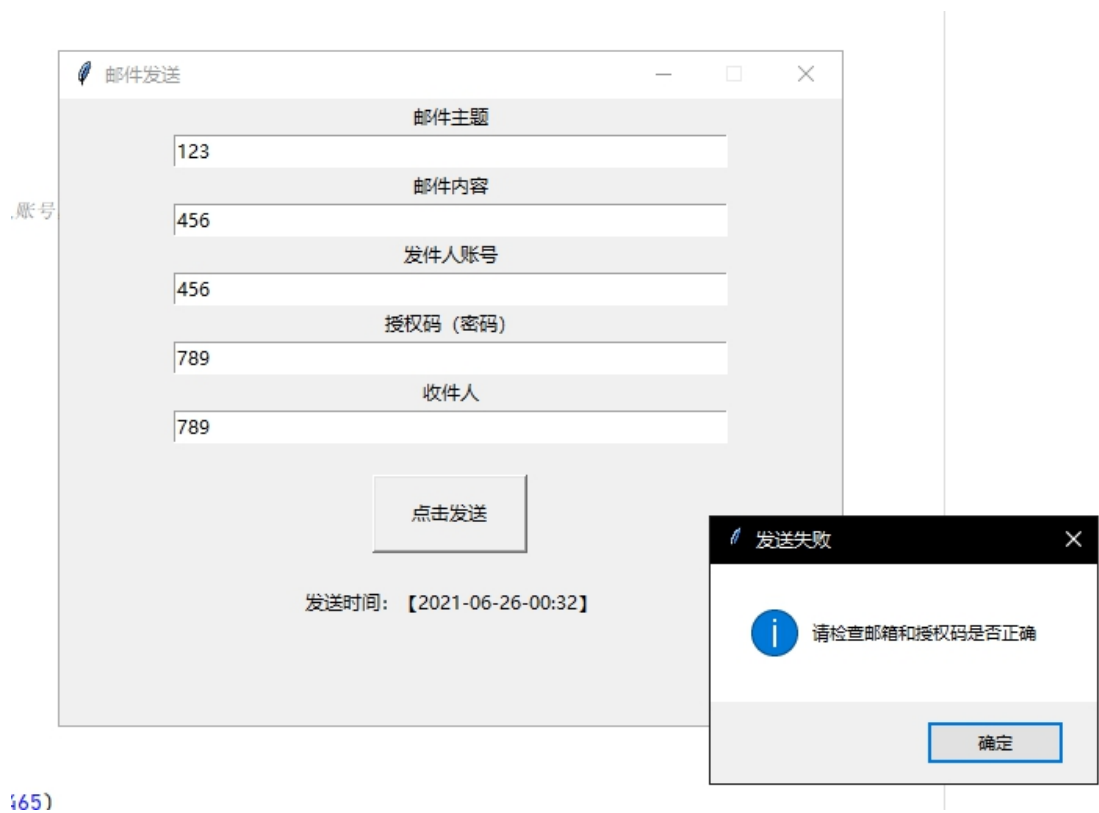 邮件发送
邮件主题
123
邮件内容
账号
456
发件人账号
456
授权码（密码）
789
收件人
789
点击发送
发送失败
发送时间：【2021-06-26-00:32】
请检查邮箱和授权码是否正确
确定
465)